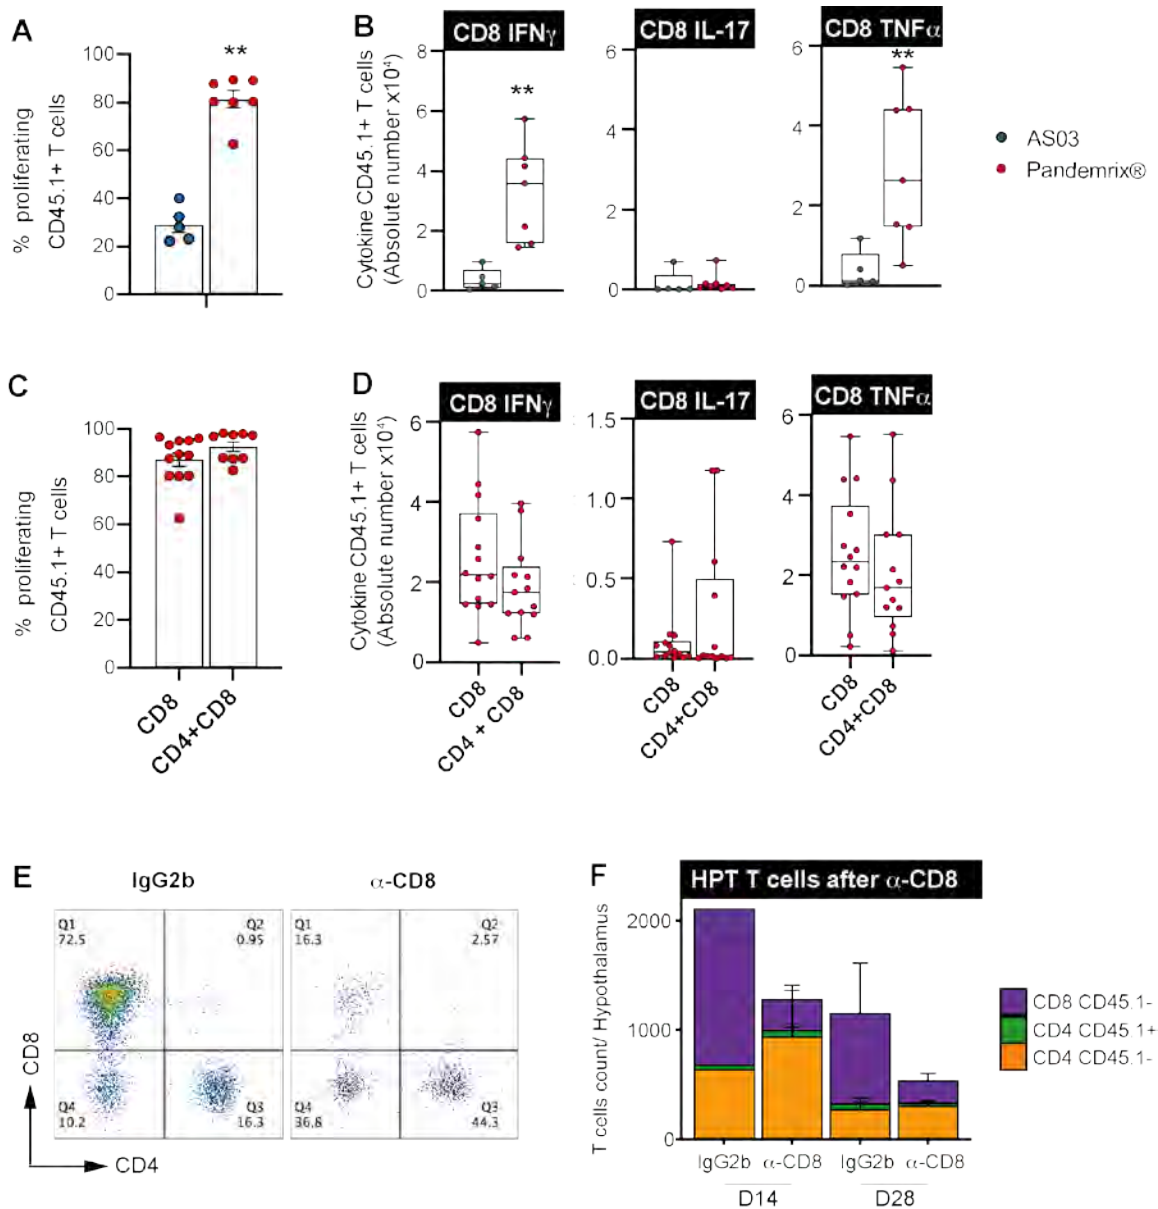 A
% proliferating
CD45.1+ T cells
100
80
60
40
20
0
**
B
Cytokine CD45.1+ T cells
(Absolute number x10⁴)
CD8 IFNγ
8
6
4
2
0
**
CD8 IL-17
6
4
2
0
CD8 TNFα
6
4
2
0
**
AS03
Pandemrix®
C
% proliferating
CD45.1+ T cells
100
80
60
40
20
0
CD8
CD4+CD8
D
Cytokine CD45.1+ T cells
(Absolute number x10⁴)
CD8 IFNγ
6
4
2
0
CD8
CD4 + CD8
CD8 IL-17
1.5
1.0
0.5
0.0
CD8
CD4+CD8
CD8 TNFα
6
4
2
0
CD8
CD4+CD8
E
IgG2b
α-CD8
Q1
72.5
Q2
0.95
Q4
10.2
Q3
16.3
Q1
16.3
Q2
2.57
Q4
36.8
Q3
44.3
CD8
CD4
F
HPT T cells after α-CD8
T cells count/ Hypothalamus
2000
1000
0
IgG2b
α-CD8
IgG2b
α-CD8
D14
D28
CD8 CD45.1-
CD4 CD45.1+
CD4 CD45.1-